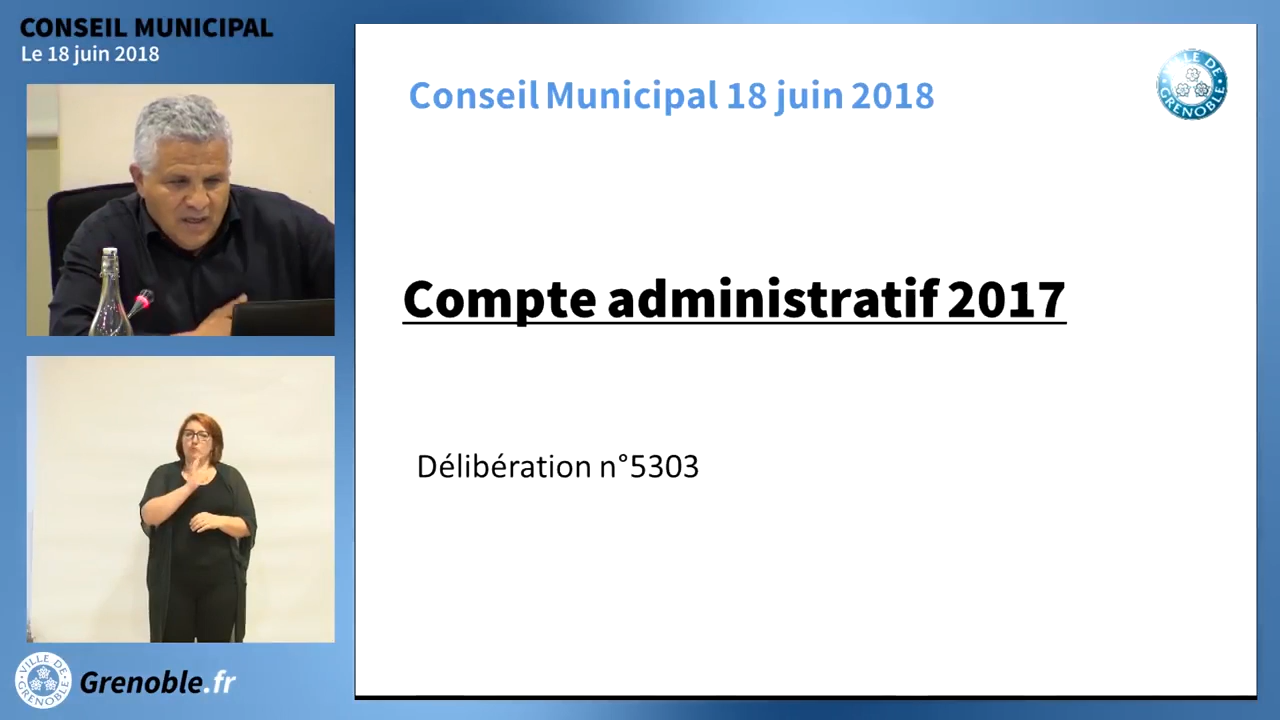 CONSEIL MUNICIPAL
Le 18 juin 2018
Conseil Municipal 18 juin 2018
VILLE DE GRENOBLE
Compte administratif 2017
Délibération n°5303
VILLE DE GRENOBLE
Grenoble.fr